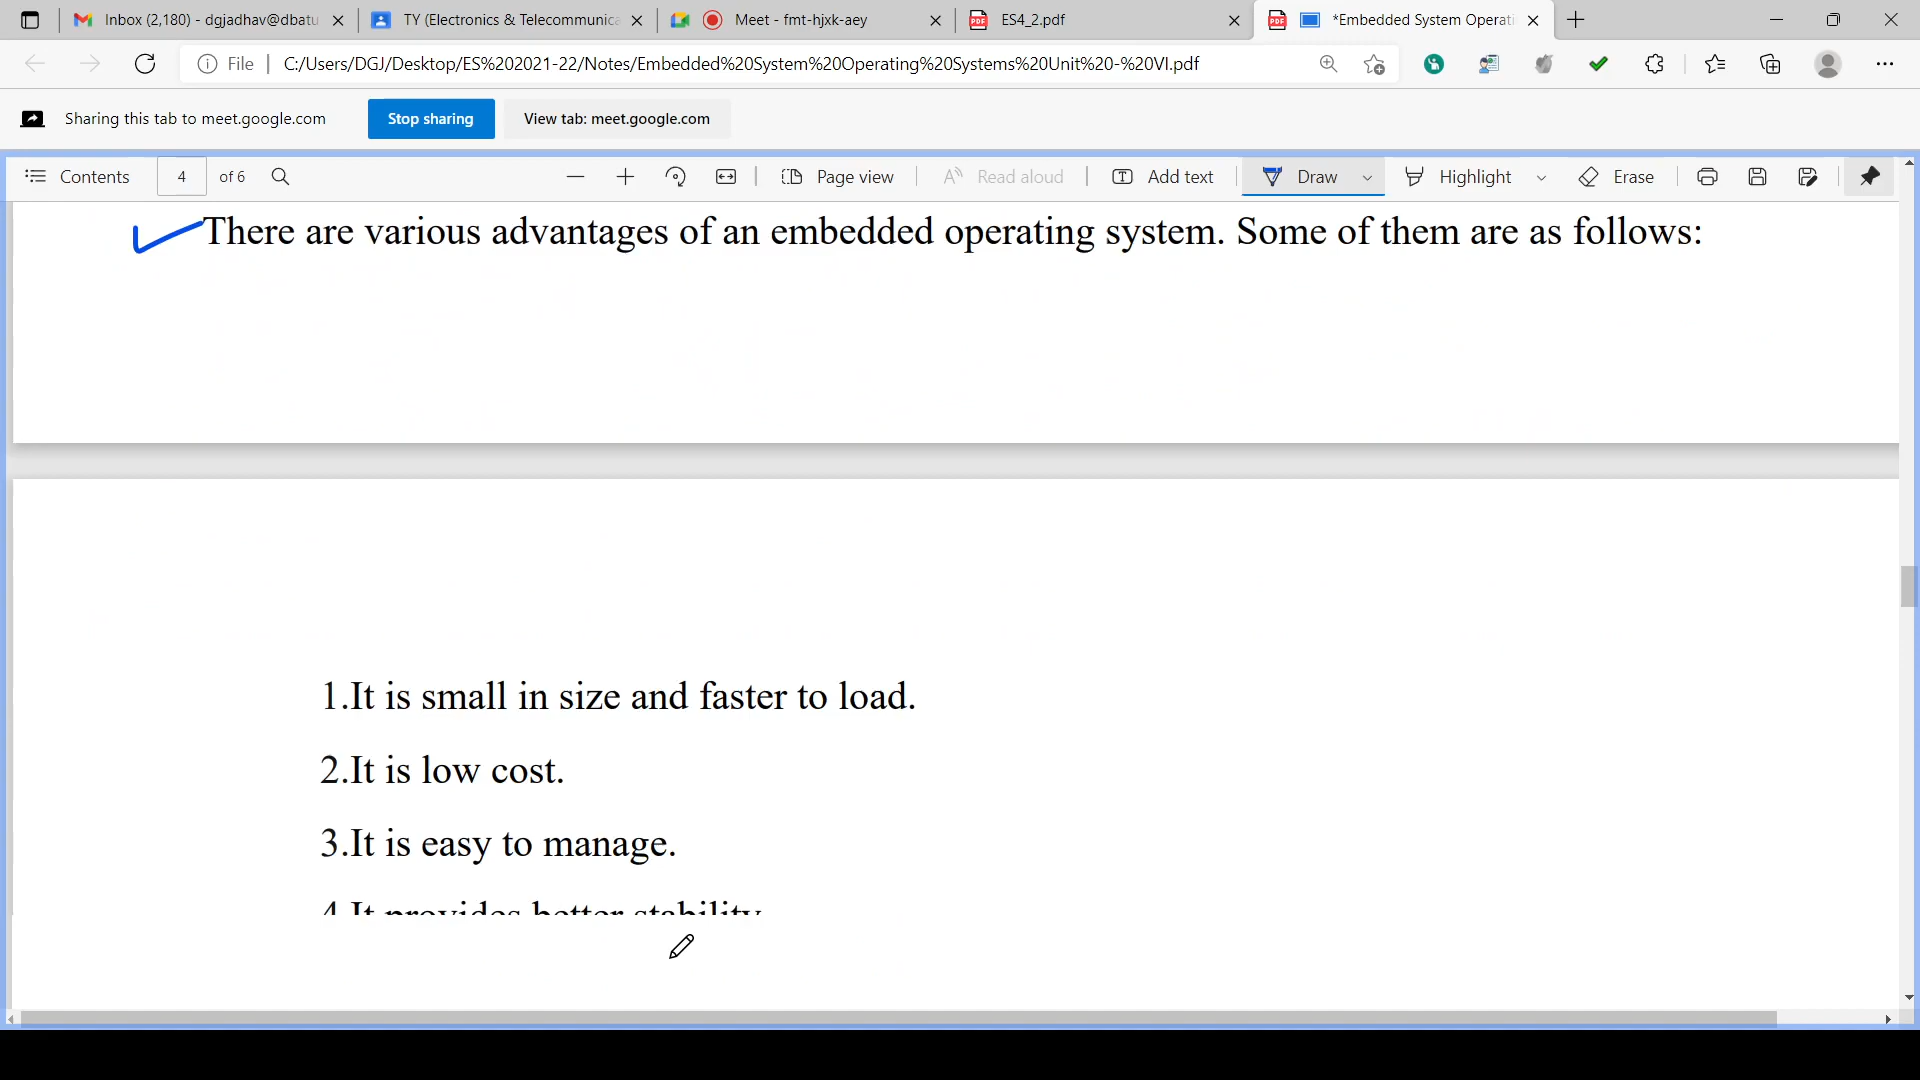 Inbox (2,180) - dgjadhav@dbatu
TY (Electronics & Telecommunica
Meet - fmt-hjxk-aey
ES4_2.pdf
*Embedded System Operati
File
C:/Users/DGJ/Desktop/ES%202021-22/Notes/Embedded%20System%20Operating%20Systems%20Unit%20-%20VI.pdf
Sharing this tab to meet.google.com
Stop sharing
View tab: meet.google.com
Contents
4
of 6
Page view
Read aloud
Add text
Draw
Highlight
Erase
There are various advantages of an embedded operating system. Some of them are as follows:
1.It is small in size and faster to load.
2.It is low cost.
3.It is easy to manage.
4.It provides better stability.